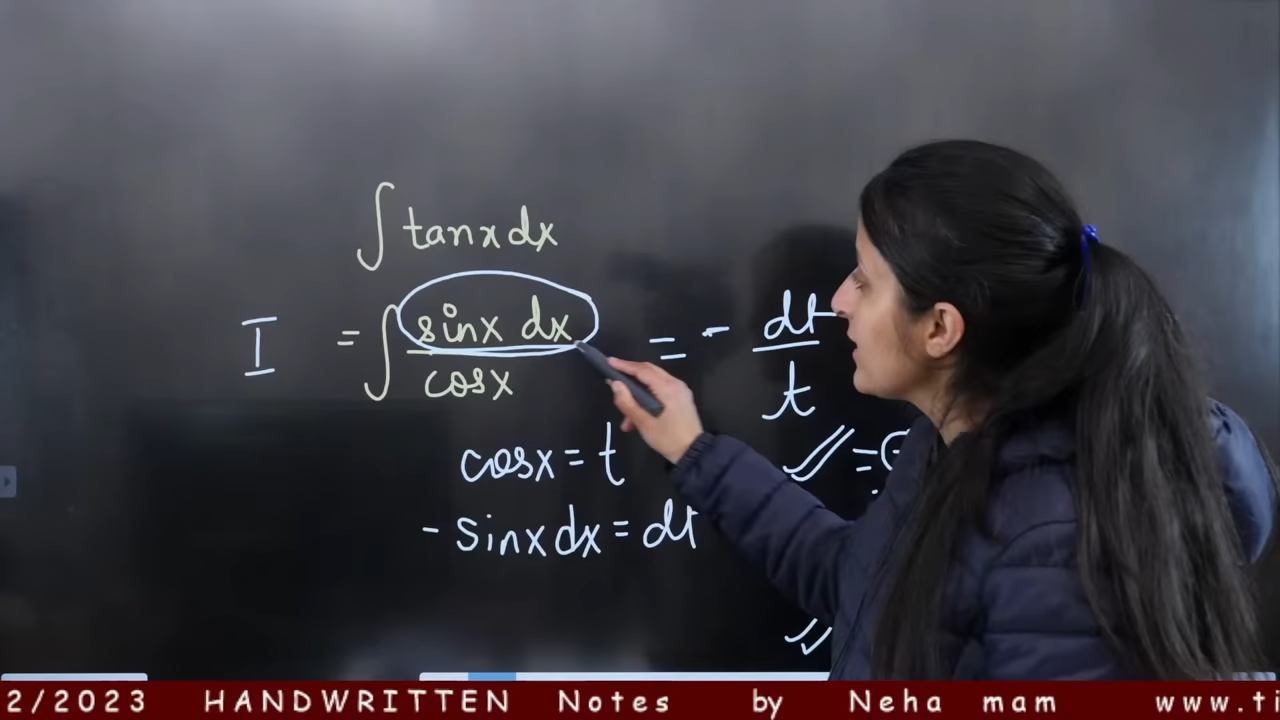 ∫ tanx dx
I = ∫ sinx dx / cosx = - dt / t
cosx = t
- sinx dx = dt
2/2023 HANDWRITTEN Notes by Neha mam www.ti